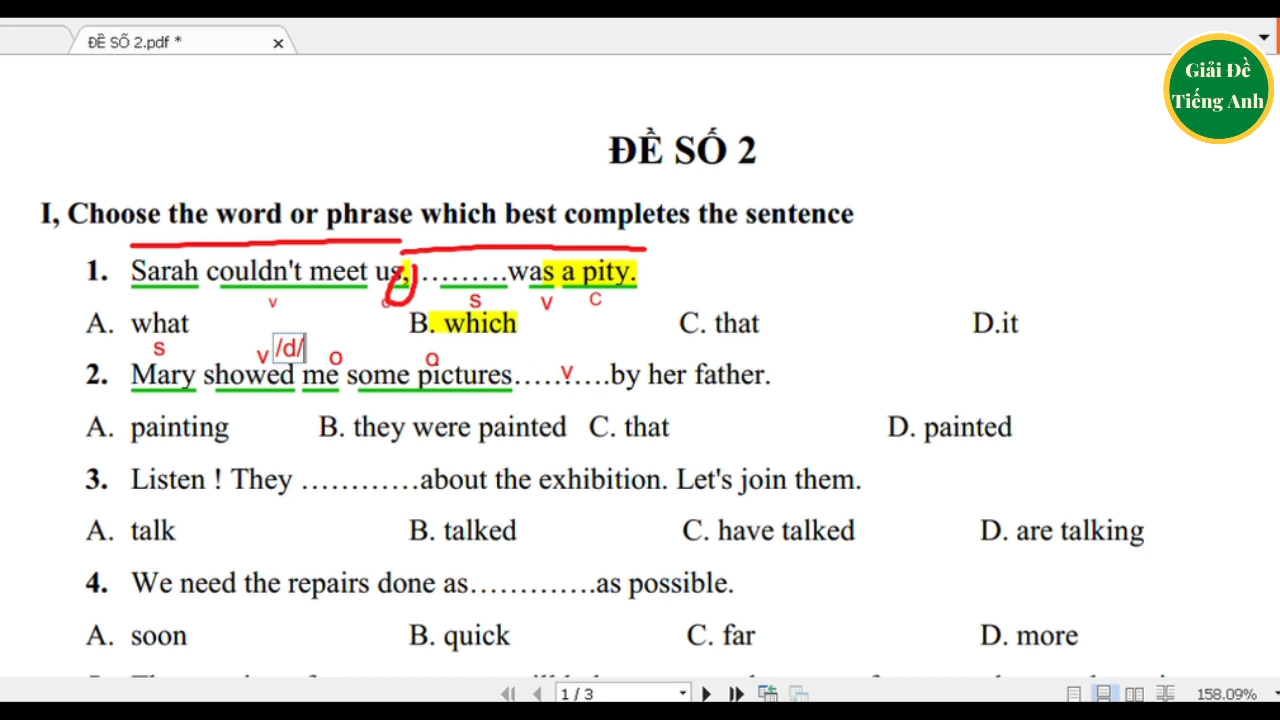 ĐỀ SỐ 2.pdf *
Giải Đề
Tiếng Anh
ĐỀ SỐ 2
I, Choose the word or phrase which best completes the sentence
1. Sarah couldn't meet us, ………was a pity.
v s v c
A. what B. which C. that D.it
s v /d/ o o v
2. Mary showed me some pictures……….by her father.
A. painting B. they were painted C. that D. painted
3. Listen ! They …………about the exhibition. Let's join them.
A. talk B. talked C. have talked D. are talking
4. We need the repairs done as………….as possible.
A. soon B. quick C. far D. more
1 / 3
158.09%